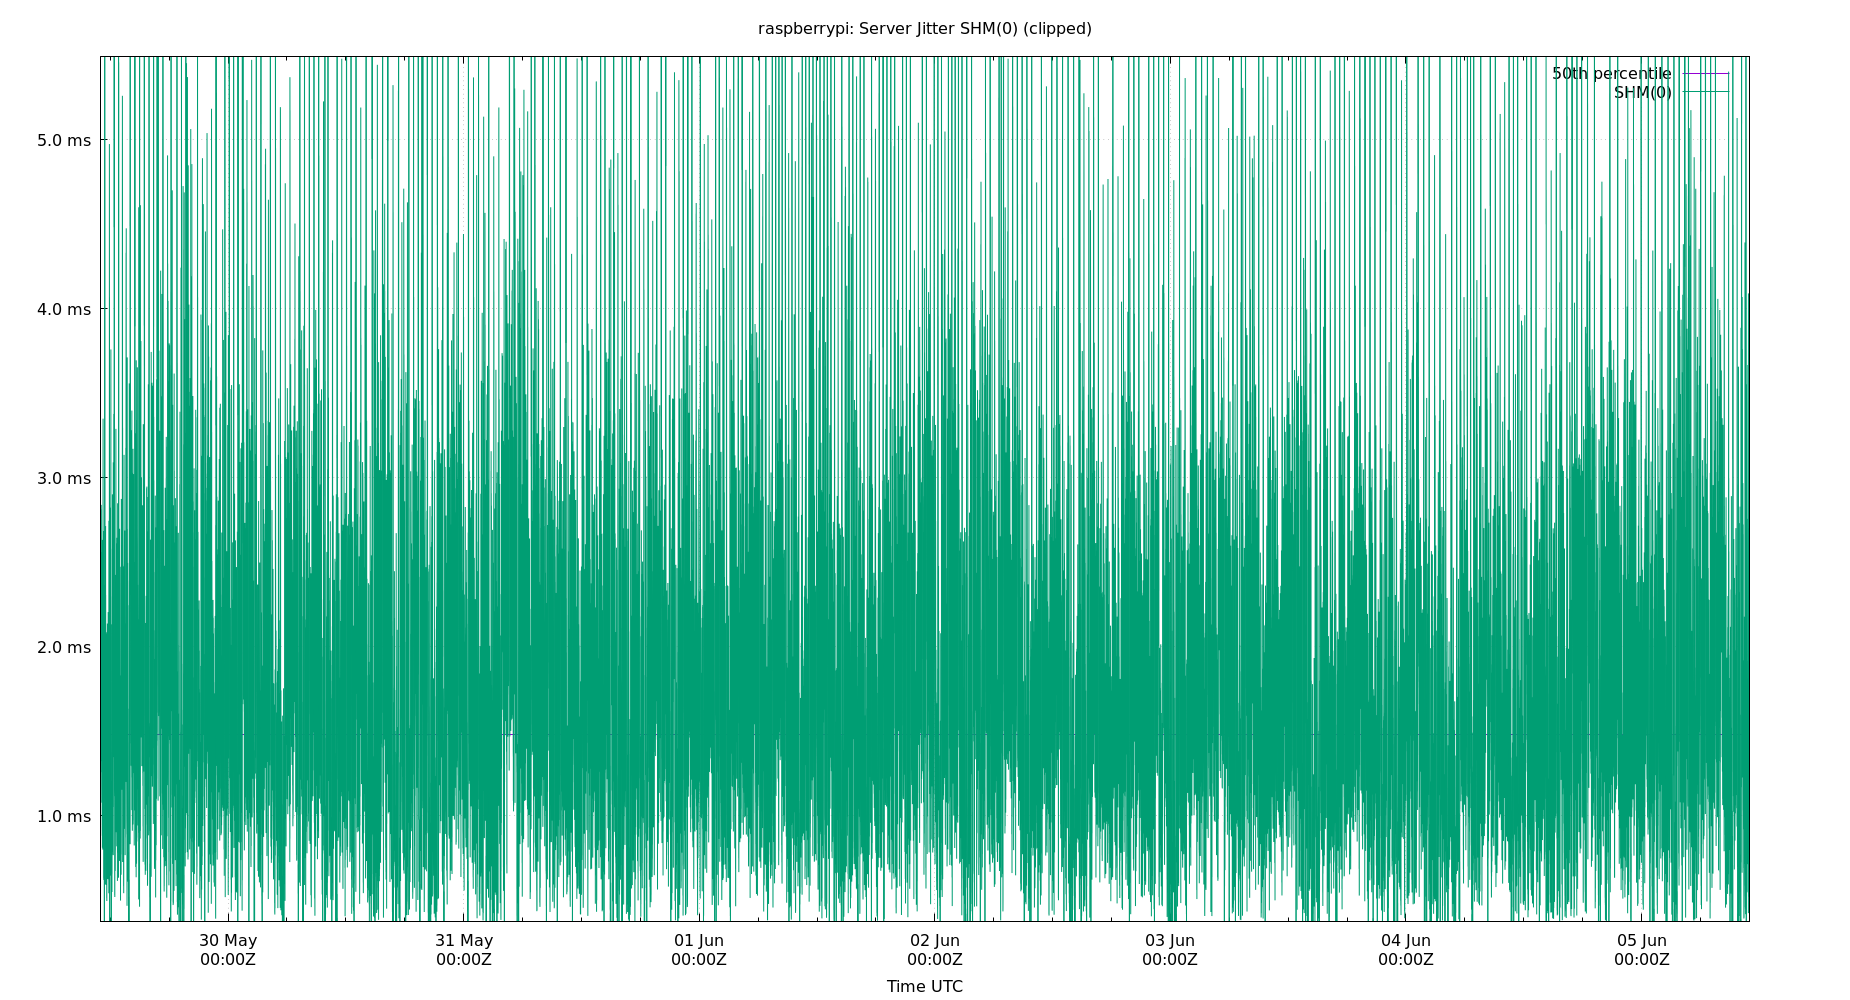 raspberrypi: Server Jitter SHM(0) (clipped)
50th percentile
SHM(0)
5.0 ms
4.0 ms
3.0 ms
2.0 ms
1.0 ms
30 May 31 May 01 Jun 02 Jun 03 Jun 04 Jun 05 Jun
00:00Z 00:00Z 00:00Z 00:00Z 00:00Z 00:00Z 00:00Z
Time UTC